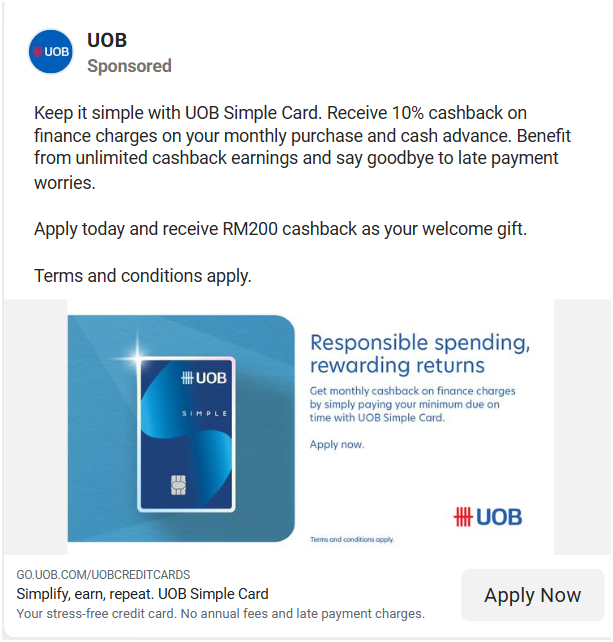 UOB
UOB
Sponsored
Keep it simple with UOB Simple Card. Receive 10% cashback on
finance charges on your monthly purchase and cash advance. Benefit
from unlimited cashback earnings and say goodbye to late payment
worries.
Apply today and receive RM200 cashback as your welcome gift.
Terms and conditions apply.
UOB
SIMPLE
Responsible spending,
rewarding returns
Get monthly cashback on finance charges
by simply paying your minimum due on
time with UOB Simple Card.
Apply now.
UOB
Terms and conditions apply.
GO.UOB.COM/UOBCREDITCARDS
Simplify, earn, repeat. UOB Simple Card
Your stress-free credit card. No annual fees and late payment charges.
Apply Now